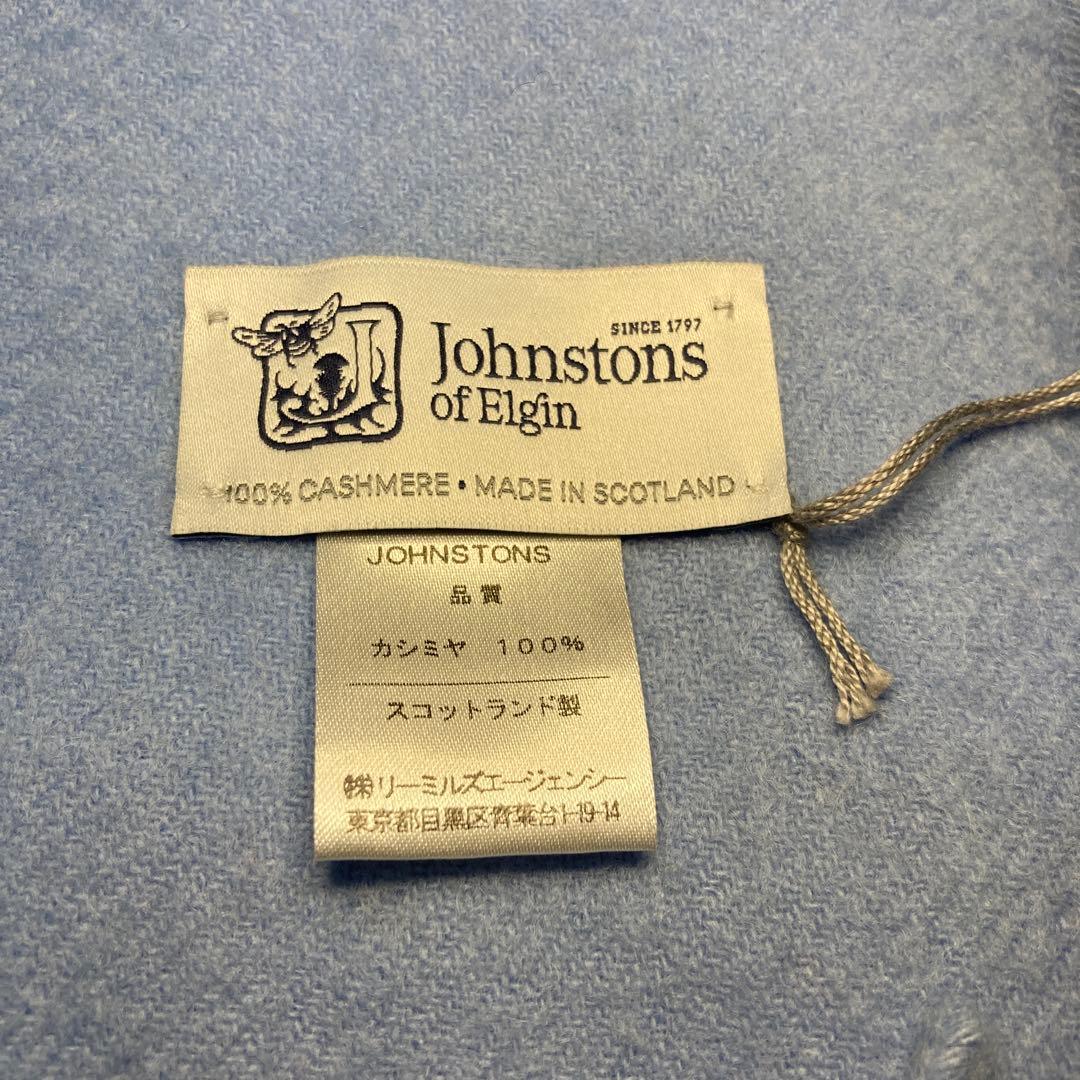 SINCE 1797
Johnstons
of Elgin
100% CASHMERE • MADE IN SCOTLAND
JOHNSTONS
品質
カシミヤ 100%
スコットランド製
㈱リーミルズエージェンシー
東京都目黒区青葉台1-19-14